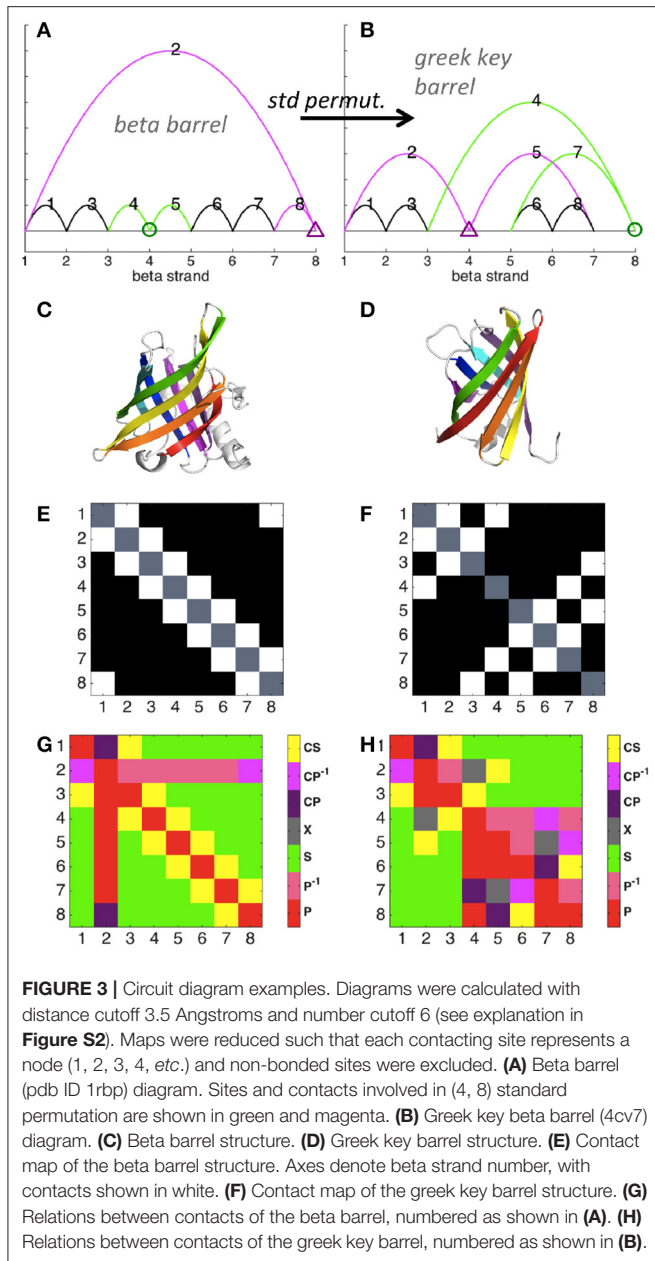 A
B
2
greek key
barrel
std permut.
4
beta barrel
2
5
7
1
3
4
5
6
7
8
1
3
6
8
1 2 3 4 5 6 7 8
beta strand
1 2 3 4 5 6 7 8
beta strand
C
D
E
F
1
2
3
4
5
6
7
8
1 2 3 4 5 6 7 8
1
2
3
4
5
6
7
8
1 2 3 4 5 6 7 8
G
H
1
2
3
4
5
6
7
8
1 2 3 4 5 6 7 8
CS
CP-1
CP
X
S
P-1
P
1
2
3
4
5
6
7
8
1 2 3 4 5 6 7 8
CS
CP-1
CP
X
S
P-1
P
FIGURE 3 | Circuit diagram examples. Diagrams were calculated with
distance cutoff 3.5 Angstroms and number cutoff 6 (see explanation in
Figure S2). Maps were reduced such that each contacting site represents a
node (1, 2, 3, 4, etc.) and non-bonded sites were excluded. (A) Beta barrel
(pdb ID 1rbp) diagram. Sites and contacts involved in (4, 8) standard
permutation are shown in green and magenta. (B) Greek key beta barrel (4cv7)
diagram. (C) Beta barrel structure. (D) Greek key barrel structure. (E) Contact
map of the beta barrel structure. Axes denote beta strand number, with
contacts shown in white. (F) Contact map of the greek key barrel structure. (G)
Relations between contacts of the beta barrel, numbered as shown in (A). (H)
Relations between contacts of the greek key barrel, numbered as shown in (B).